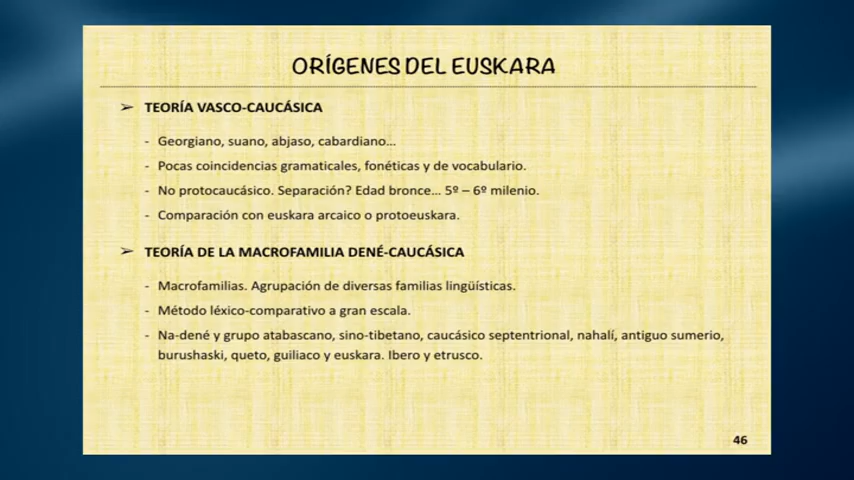 ORÍGENES DEL EUSKARA
➢ TEORÍA VASCO-CAUCÁSICA
- Georgiano, suano, abjaso, cabardiano...
- Pocas coincidencias gramaticales, fonéticas y de vocabulario.
- No protocaucásico. Separación? Edad bronce... 5º – 6º milenio.
- Comparación con euskara arcaico o protoeuskara.
➢ TEORÍA DE LA MACROFAMILIA DENÉ-CAUCÁSICA
- Macrofamilias. Agrupación de diversas familias lingüísticas.
- Método léxico-comparativo a gran escala.
- Na-dené y grupo atabascano, sino-tibetano, caucásico septentrional, nahalí, antiguo sumerio,
burushaski, queto, guiliaco y euskara. Ibero y etrusco.
46